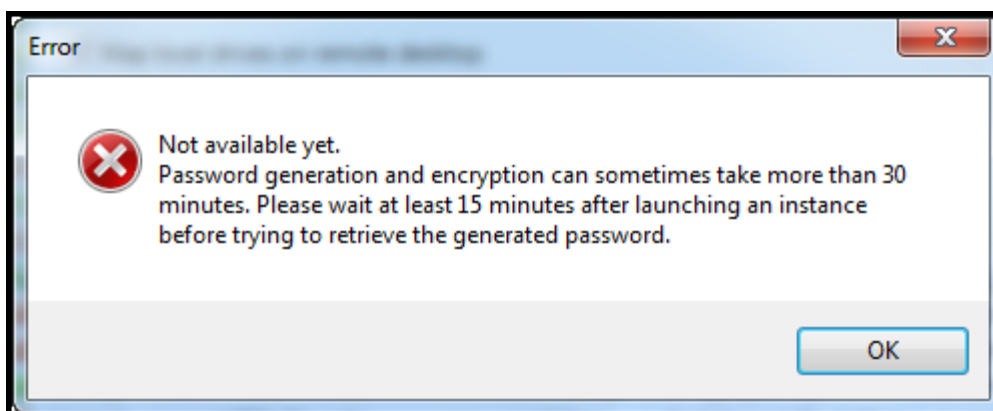 Error
Not available yet.
Password generation and encryption can sometimes take more than 30
minutes. Please wait at least 15 minutes after launching an instance
before trying to retrieve the generated password.
OK